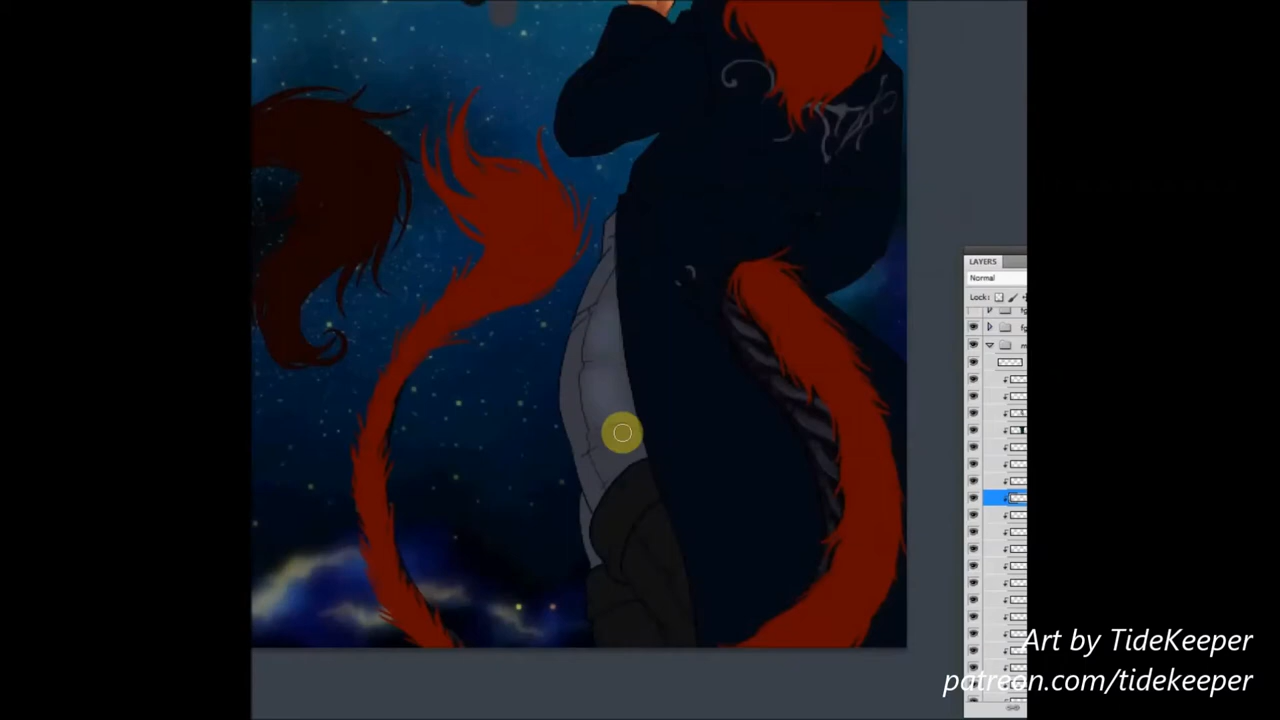 LAYERS
Normal
Lock:
Art by TideKeeper
patreon.com/tidekeeper